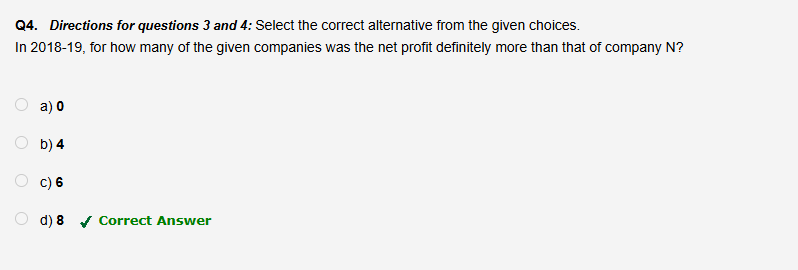 Q4. Directions for questions 3 and 4: Select the correct alternative from the given choices.
In 2018-19, for how many of the given companies was the net profit definitely more than that of company N?
a) 0
b) 4
c) 6
d) 8 ✓ Correct Answer